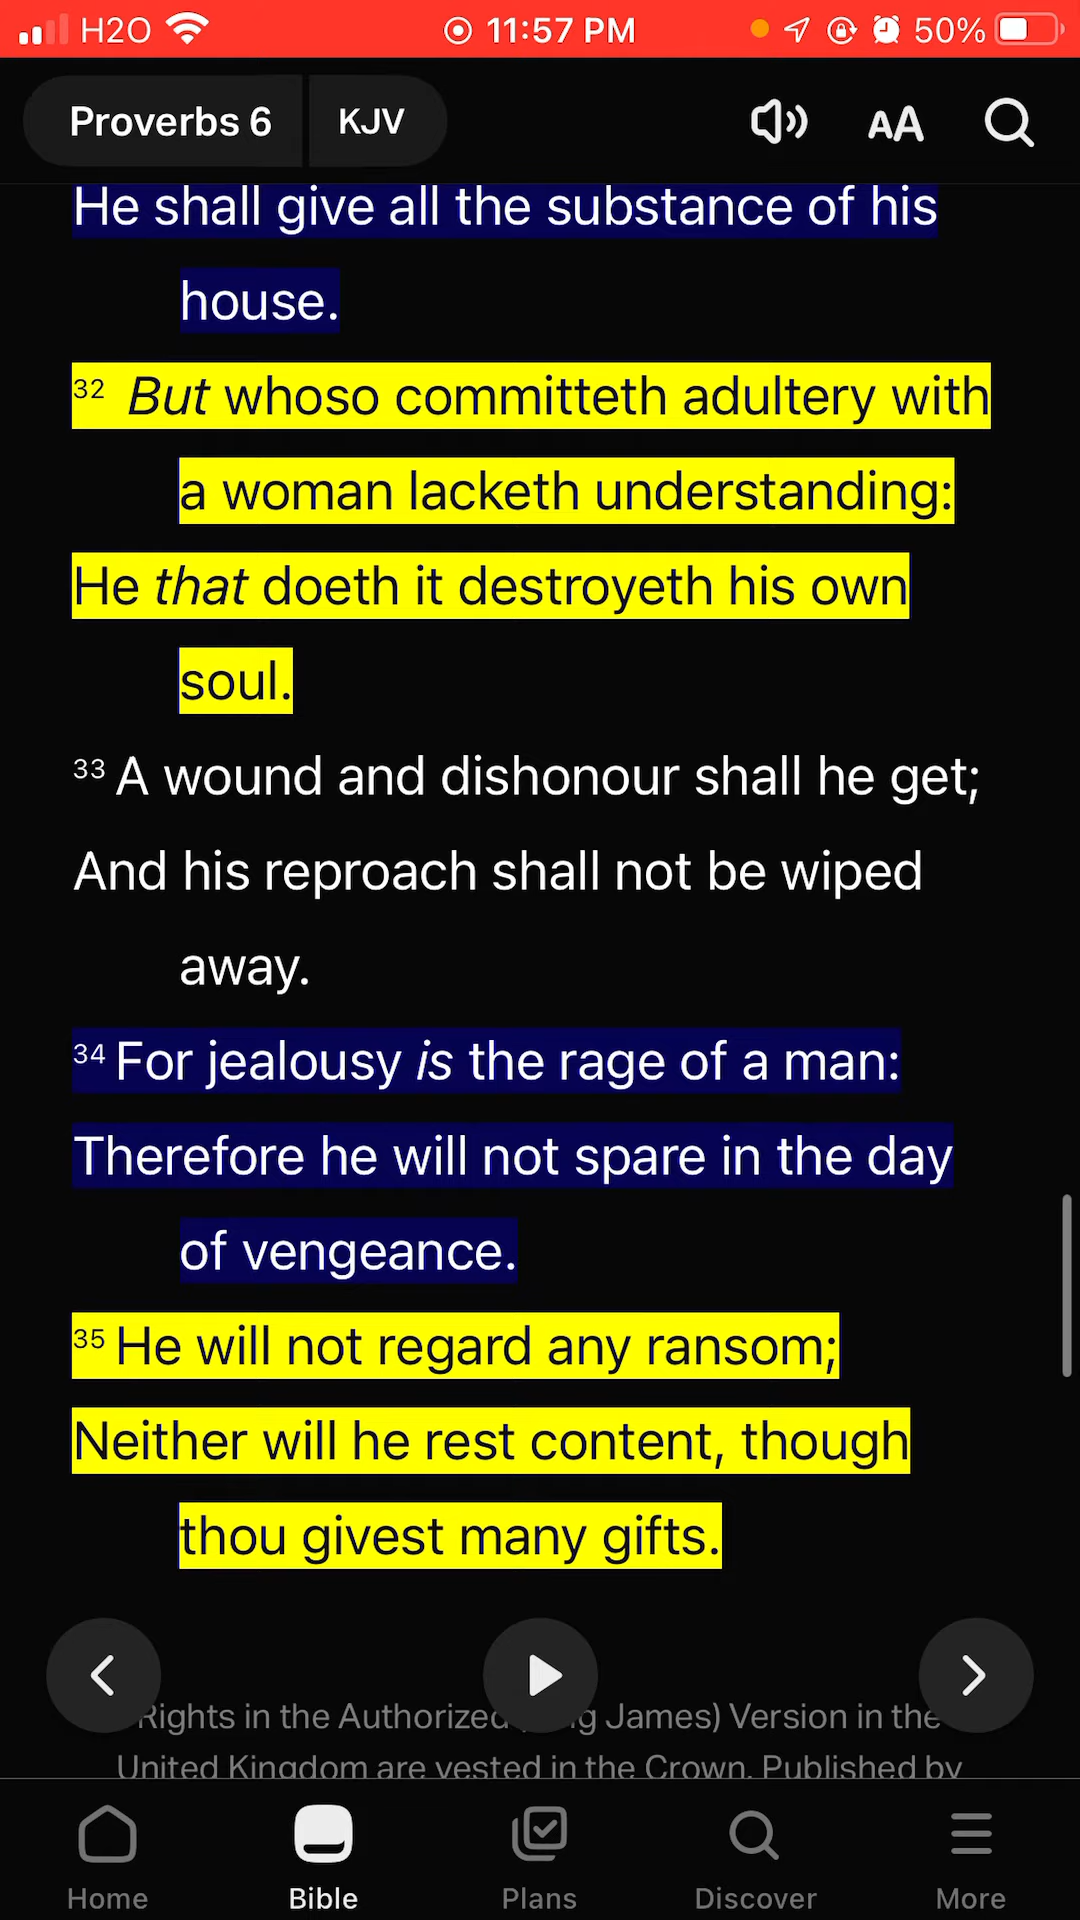 H2O 11:57 PM 50%
Proverbs 6 KJV AA
He shall give all the substance of his
house.
32 But whoso committeth adultery with
a woman lacketh understanding:
He that doeth it destroyeth his own
soul.
33 A wound and dishonour shall he get;
And his reproach shall not be wiped
away.
34 For jealousy is the rage of a man:
Therefore he will not spare in the day
of vengeance.
35 He will not regard any ransom;
Neither will he rest content, though
thou givest many gifts.
Rights in the Authorized James) Version in the
United Kingdom are vested in the Crown. Published by
Home Bible Plans Discover More